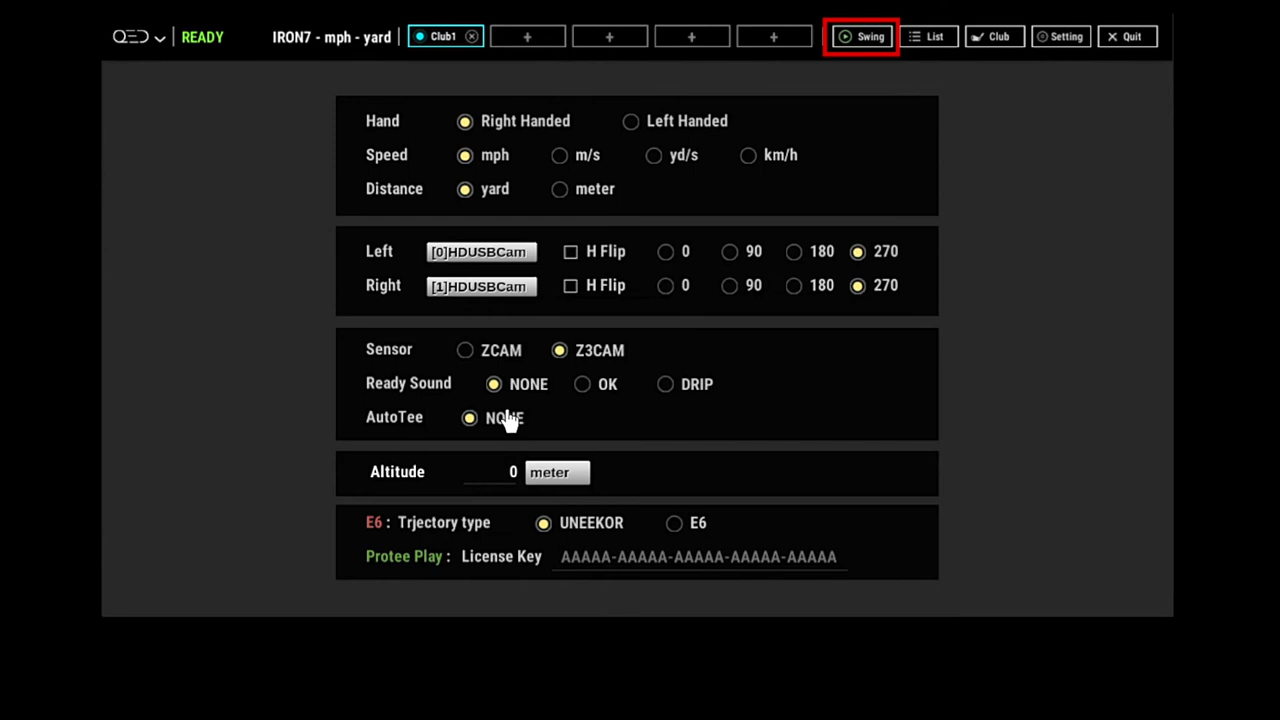 QED READY IRON7 - mph - yard Club1 + + + + Swing List Club Setting Quit
Hand Right Handed Left Handed
Speed mph m/s yd/s km/h
Distance yard meter
Left [0]HDUSBCam H Flip 0 90 180 270
Right [1]HDUSBCam H Flip 0 90 180 270
Sensor ZCAM Z3CAM
Ready Sound NONE OK DRIP
AutoTee NONE
Altitude 0 meter
E6 : Trjectory type UNEEKOR E6
Protee Play : License Key AAAAA-AAAAA-AAAAA-AAAAA-AAAAA